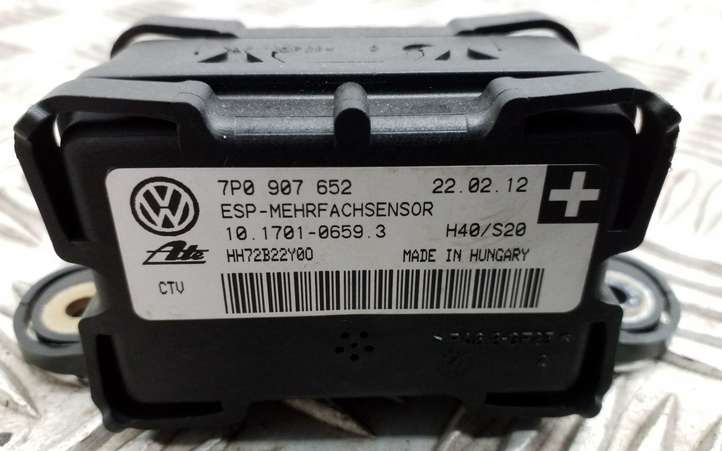 7P0 907 652 22.02.12
ESP-MEHRFACHSENSOR
10.1701-0659.3 H40/S20
Ate HH72B22Y00 MADE IN HUNGARY
CTV